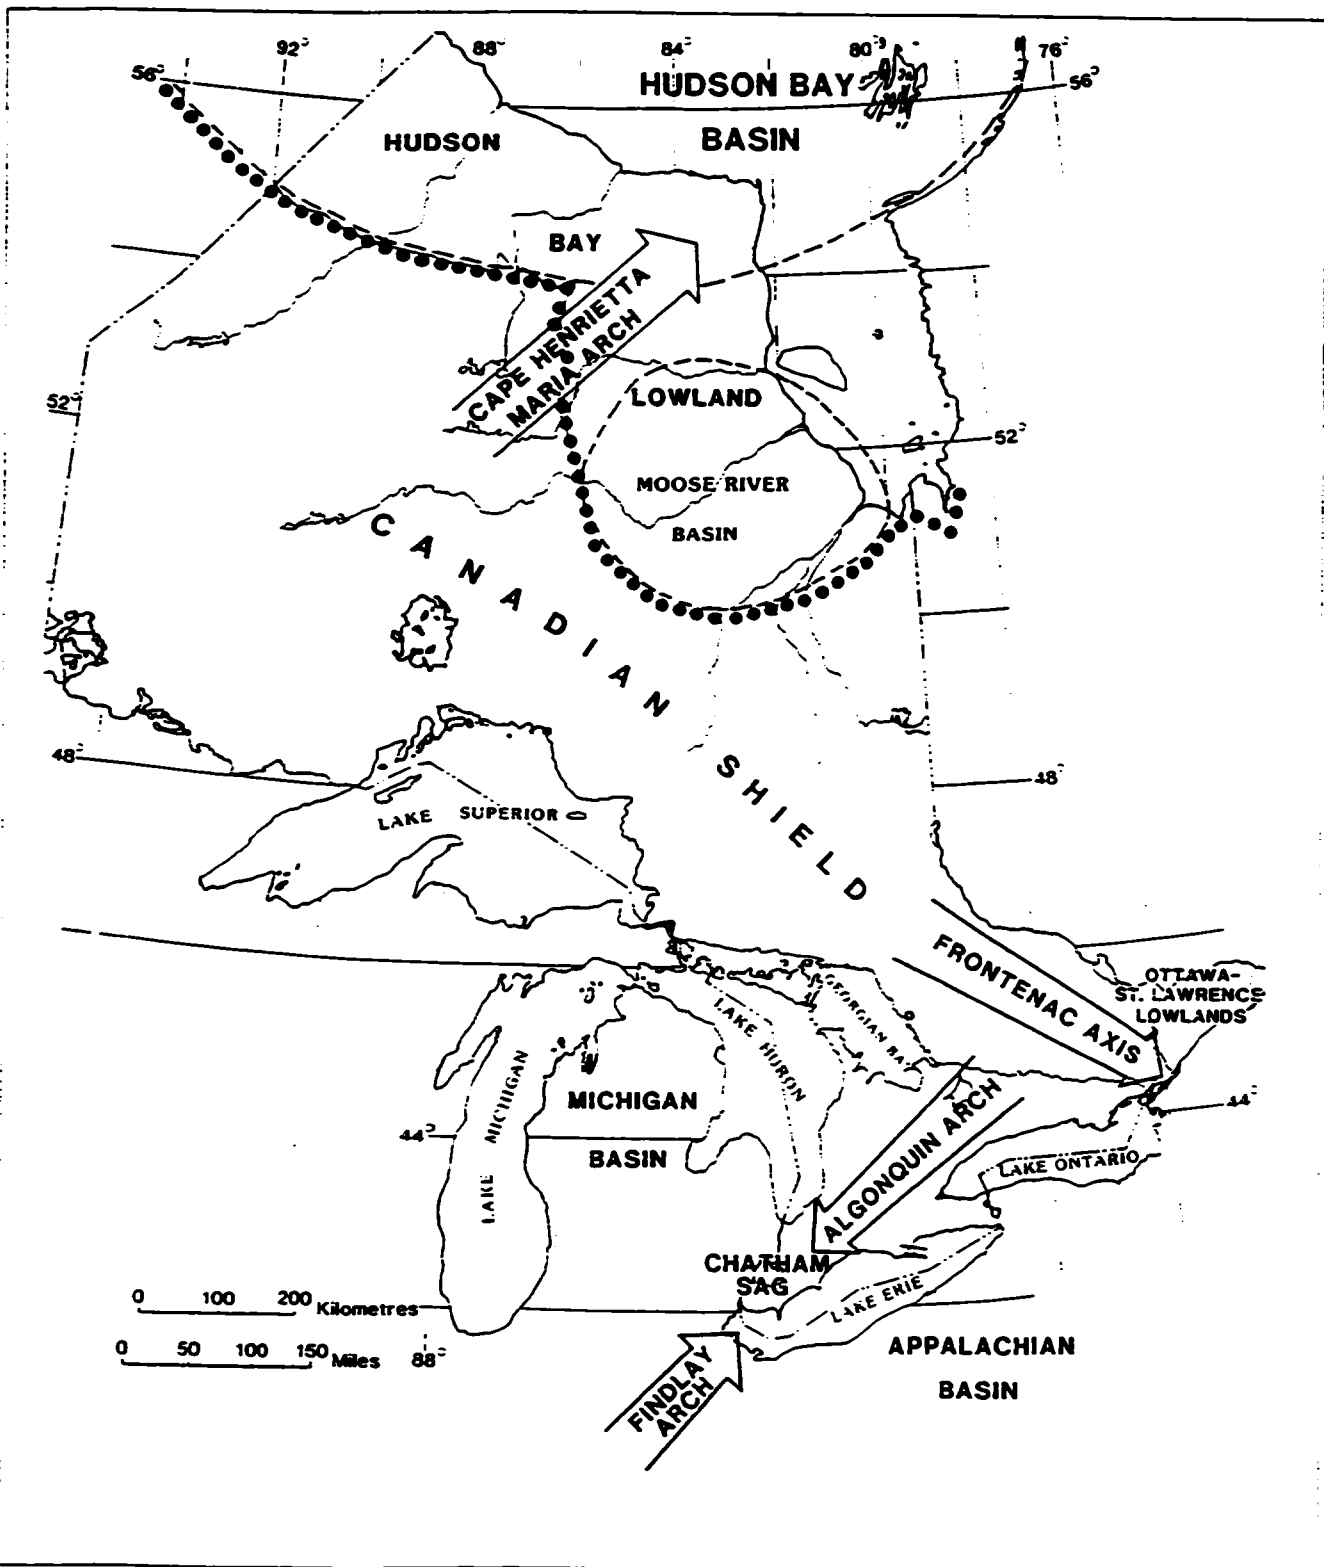 92°
88°
84°
80°
76°
56°
HUDSON BAY
56°
HUDSON
BASIN
BAY
CAPE HENRIETTA
MARIA ARCH
52°
LOWLAND
52°
MOOSE RIVER
BASIN
CANADIAN SHIELD
48°
48°
LAKE SUPERIOR
FRONTENAC AXIS
OTTAWA-
ST. LAWRENCE
LOWLANDS
GEORGIAN BAY
LAKE HURON
LAKE MICHIGAN
MICHIGAN
BASIN
44°
44°
ALGONQUIN ARCH
LAKE ONTARIO
CHATHAM
SAG
LAKE ERIE
0 100 200 Kilometres
0 50 100 150 Miles
88°
FINDLAY
ARCH
APPALACHIAN
BASIN